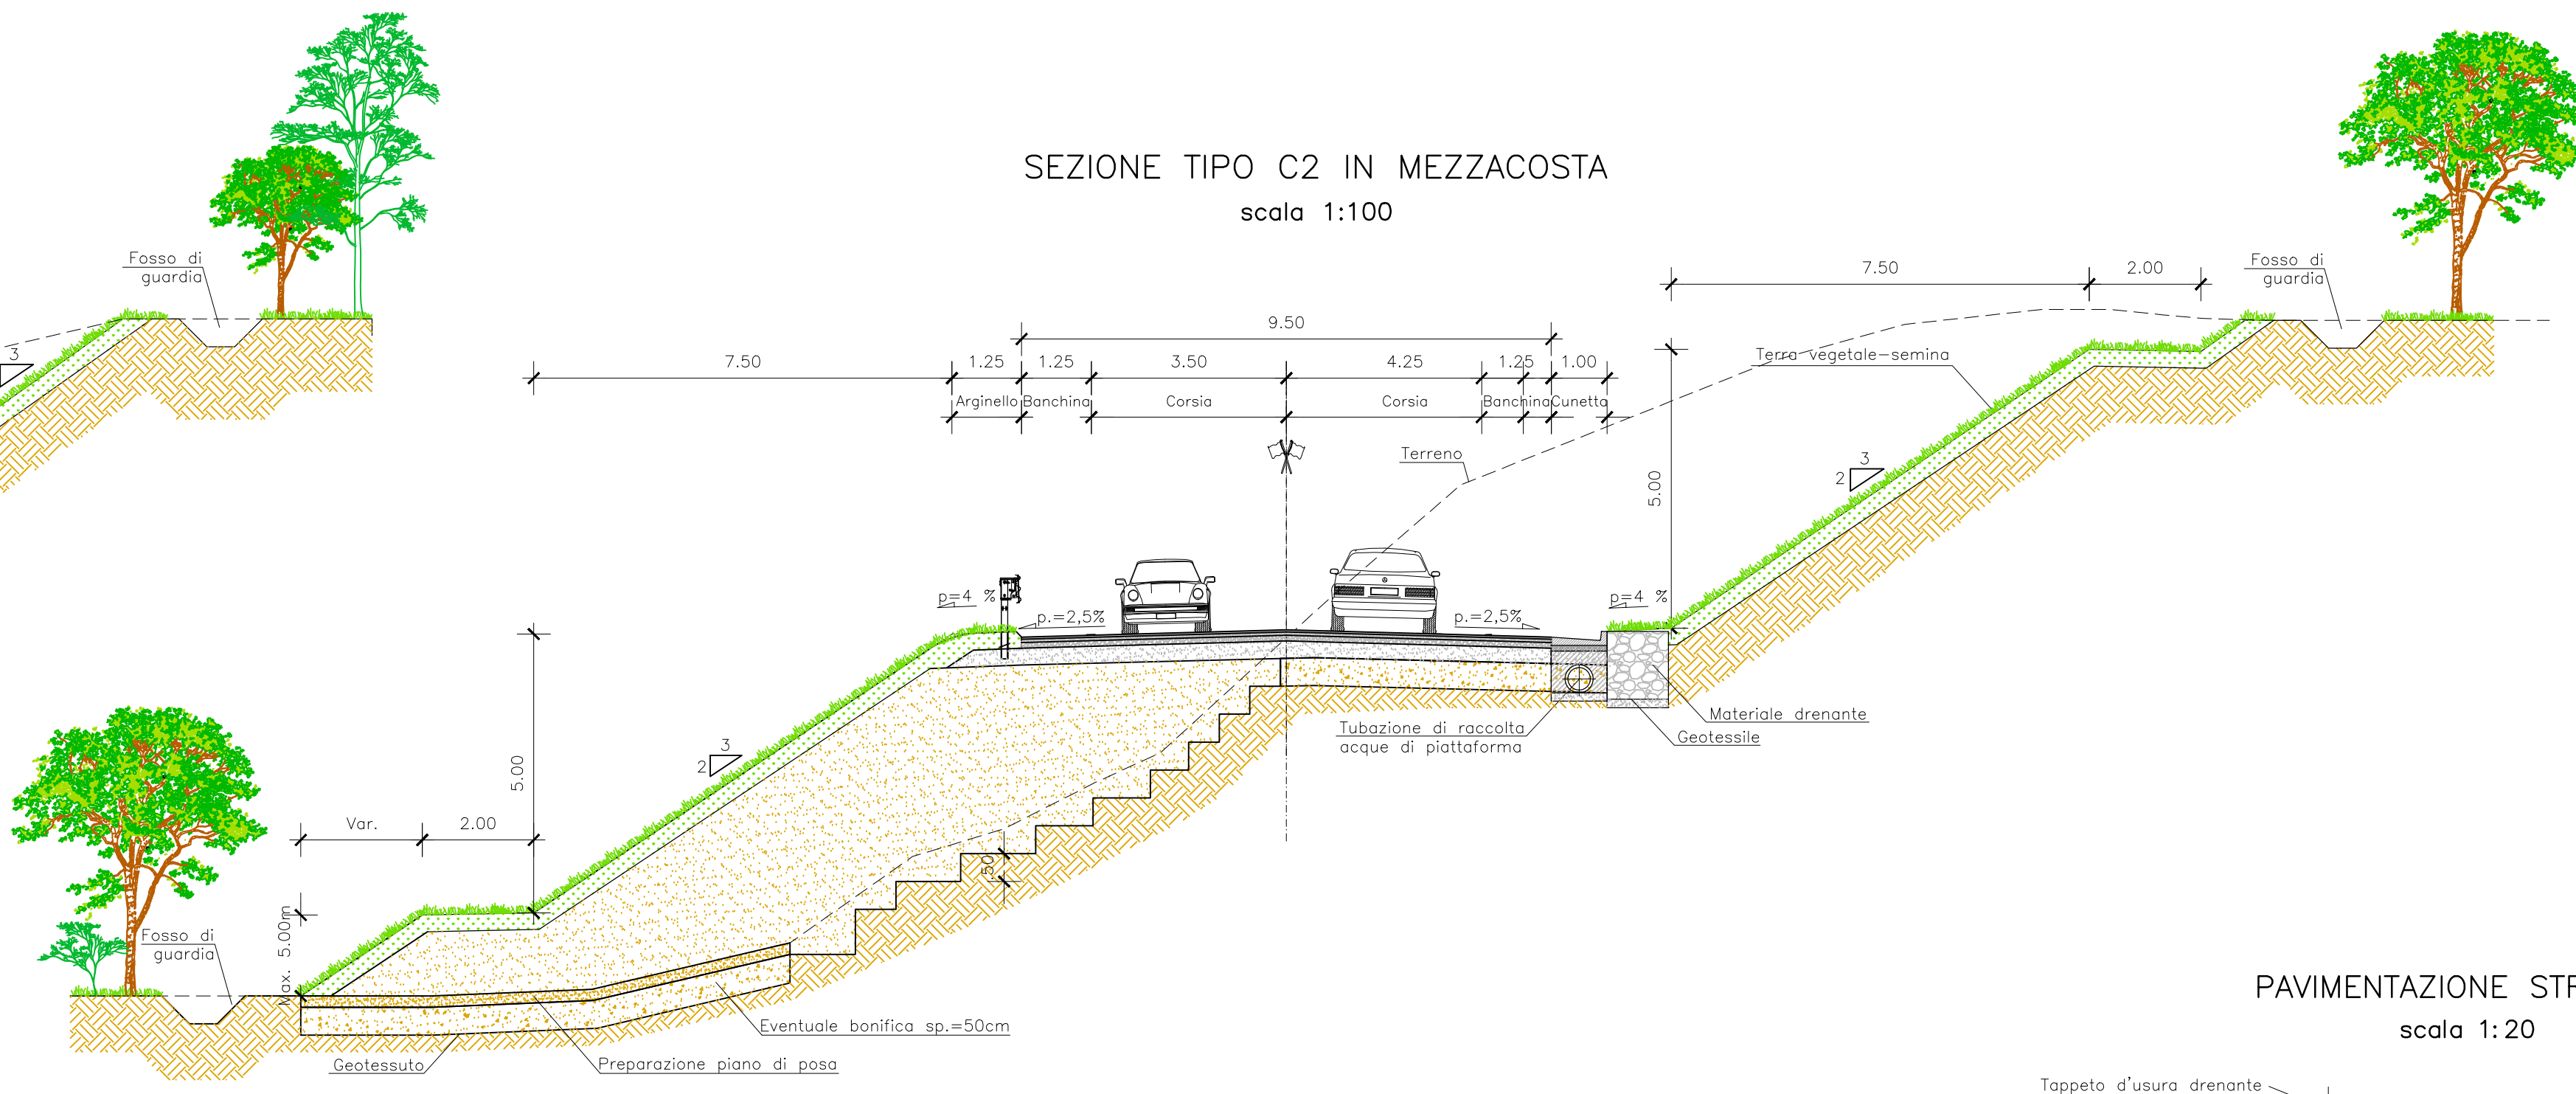 SEZIONE TIPO C2 IN MEZZACOSTA
scala 1:100
Fosso di
guardia
3
7.50
2.00
Fosso di
guardia
9.50
7.50
1.25
1.25
3.50
4.25
1.25
1.00
Arginello
Banchina
Corsia
Corsia
Banchina
Cunetta
Terra vegetale-semina
Terreno
5.00
3
2
p=4 %
p.=2,5%
p.=2,5%
p=4 %
3
2
5.00
Tubazione di raccolta
acque di piattaforma
Materiale drenante
Geotessile
Var.
2.00
.50
Max. 5.00m
Fosso di
guardia
Eventuale bonifica sp.=50cm
Geotessuto
Preparazione piano di posa
PAVIMENTAZIONE STR
scala 1:20
Tappeto d'usura drenante